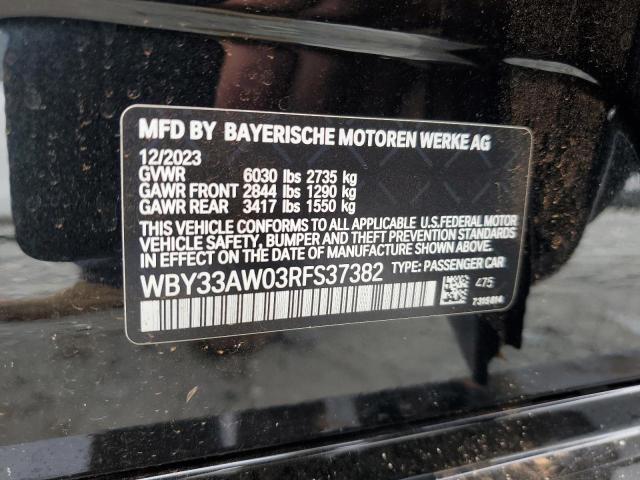 MFD BY BAYERISCHE MOTOREN WERKE AG
12/2023
GVWR 6030 lbs 2735 kg
GAWR FRONT 2844 lbs 1290 kg
GAWR REAR 3417 lbs 1550 kg
THIS VEHICLE CONFORMS TO ALL APPLICABLE U.S.FEDERAL MOTOR
VEHICLE SAFETY, BUMPER AND THEFT PREVENTION STANDARDS
IN EFFECT ON THE DATE OF MANUFACTURE SHOWN ABOVE.
WBY33AW03RFS37382 TYPE: PASSENGER CAR
475
7315014